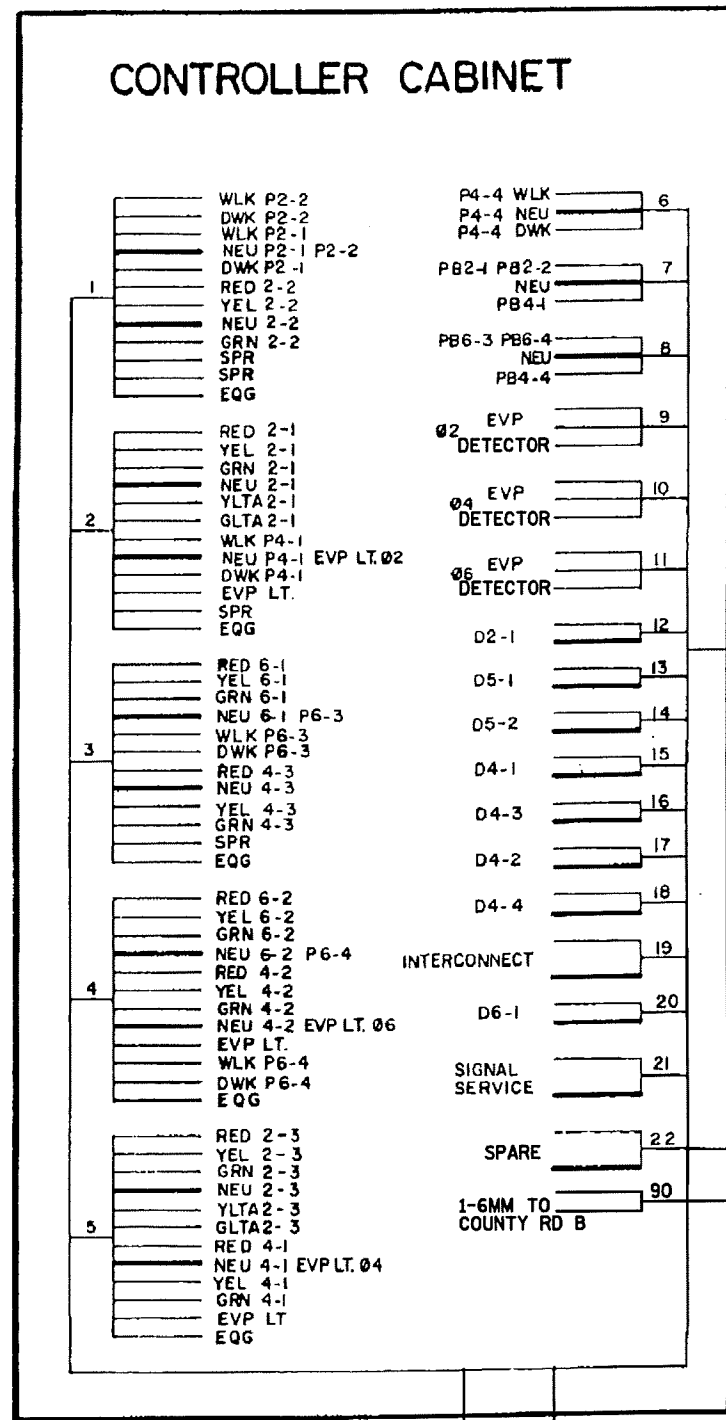 CONTROLLER CABINET
1
WLK P2-2
DWK P2-2
WLK P2-1
NEU P2-1 P2-2
DWK P2-1
RED 2-2
YEL 2-2
NEU 2-2
GRN 2-2
SPR
SPR
EQG
2
RED 2-1
YEL 2-1
GRN 2-1
NEU 2-1
YLTA2-1
GLTA2-1
WLK P4-1
NEU P4-1 EVP LT. Ø2
DWK P4-1
EVP LT.
SPR
EQG
3
RED 6-1
YEL 6-1
GRN 6-1
NEU 6-1 P6-3
WLK P6-3
DWK P6-3
RED 4-3
NEU 4-3
YEL 4-3
GRN 4-3
SPR
EQG
4
RED 6-2
YEL 6-2
GRN 6-2
NEU 6-2 P6-4
RED 4-2
YEL 4-2
GRN 4-2
NEU 4-2 EVP LT. Ø6
EVP LT.
WLK P6-4
DWK P6-4
EQG
5
RED 2-3
YEL 2-3
GRN 2-3
NEU 2-3
YLTA2-3
GLTA2-3
RED 4-1
NEU 4-1 EVP LT. Ø4
YEL 4-1
GRN 4-1
EVP LT
EQG
P4-4 WLK
P4-4 NEU
P4-4 DWK
6
PB2-1 PB2-2
NEU
PB4-1
7
PB6-3 PB6-4
NEU
PB4-4
8
EVP
Ø2
DETECTOR
9
EVP
Ø4
DETECTOR
10
EVP
Ø6
DETECTOR
11
D2-1
12
D5-1
13
D5-2
14
D4-1
15
D4-3
16
D4-2
17
D4-4
18
INTERCONNECT
19
D6-1
20
SIGNAL
SERVICE
21
SPARE
22
1-6MM TO
COUNTY RD B
90